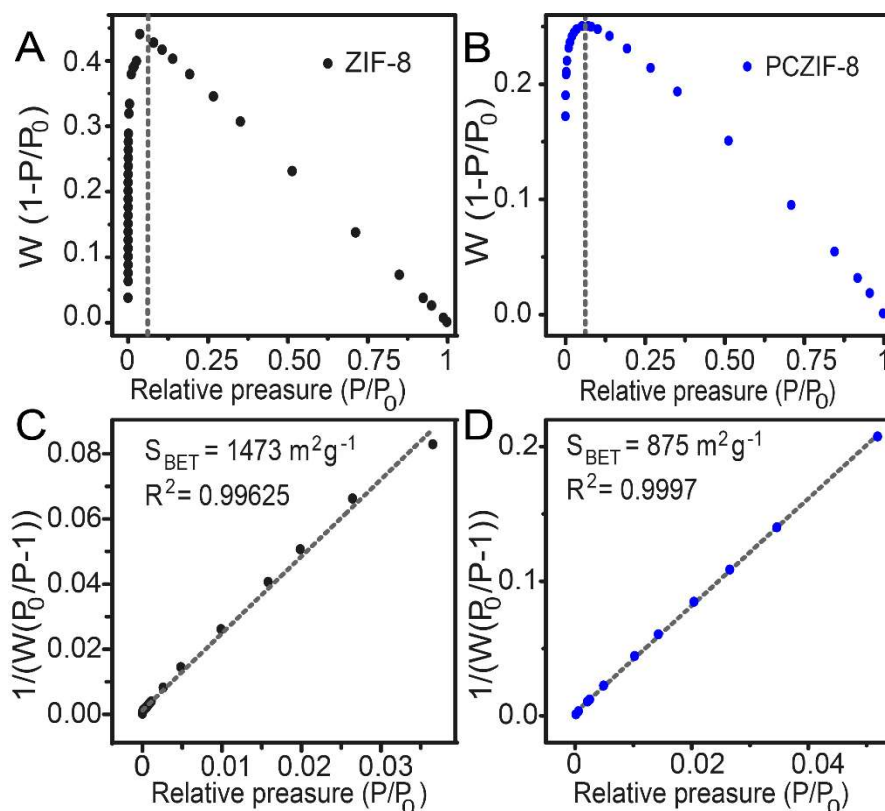 A
ZIF-8
W (1-P/P₀)
0.4
0.3
0.2
0.1
0.0
0 0.25 0.50 0.75 1
Relative preasure (P/P₀)
B
PCZIF-8
W (1-P/P₀)
0.2
0.1
0.0
0 0.25 0.50 0.75 1
Relative preasure (P/P₀)
C
S_BET = 1473 m²g⁻¹
R² = 0.99625
1/(W(P₀/P-1))
0.08
0.06
0.04
0.02
0.00
0 0.01 0.02 0.03
Relative preasure (P/P₀)
D
S_BET = 875 m²g⁻¹
R² = 0.9997
1/(W(P₀/P-1))
0.2
0.1
0.0
0 0.02 0.04
Relative preasure (P/P₀)